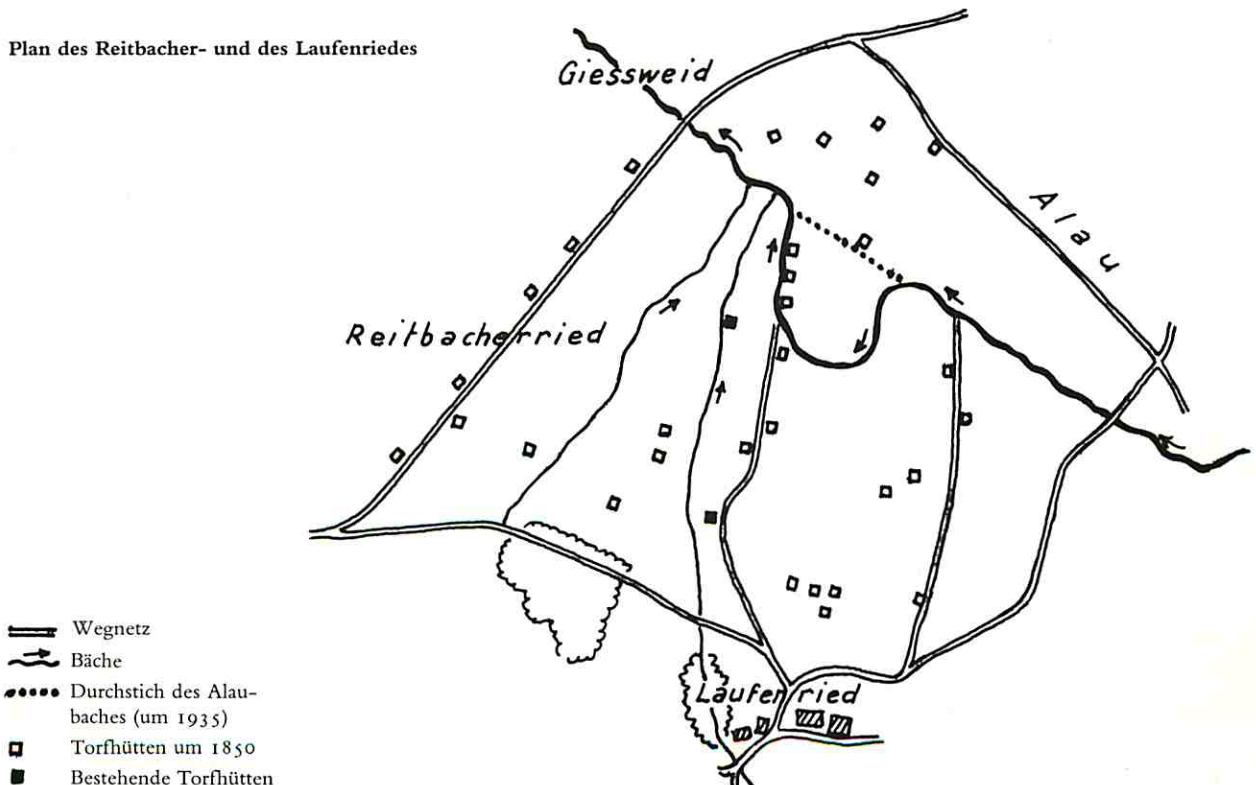 Plan des Reitbacher- und des Laufenriedes
Giessweid
Alau
Reitbacherried
Laufenried
Wegnetz
Bäche
Durchstich des Alau-
baches (um 1935)
Torfhütten um 1850
Bestehende Torfhütten